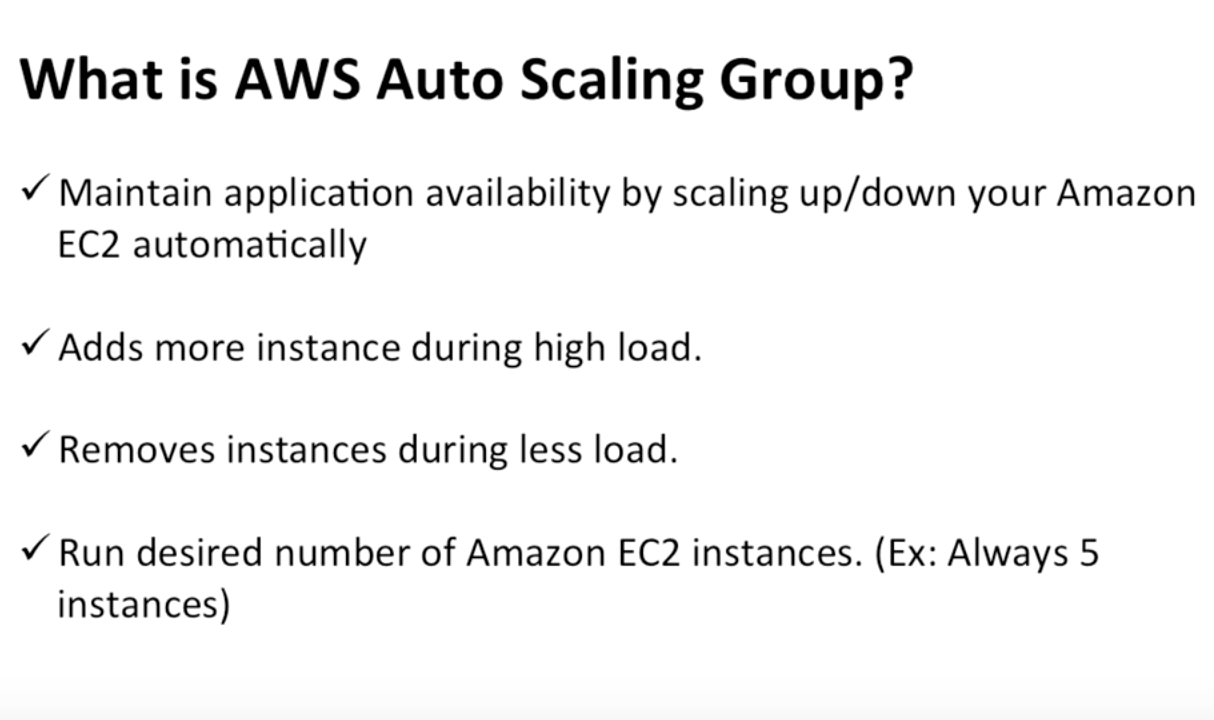 What is AWS Auto Scaling Group?
✓ Maintain application availability by scaling up/down your Amazon
EC2 automatically
✓ Adds more instance during high load.
✓ Removes instances during less load.
✓ Run desired number of Amazon EC2 instances. (Ex: Always 5
instances)